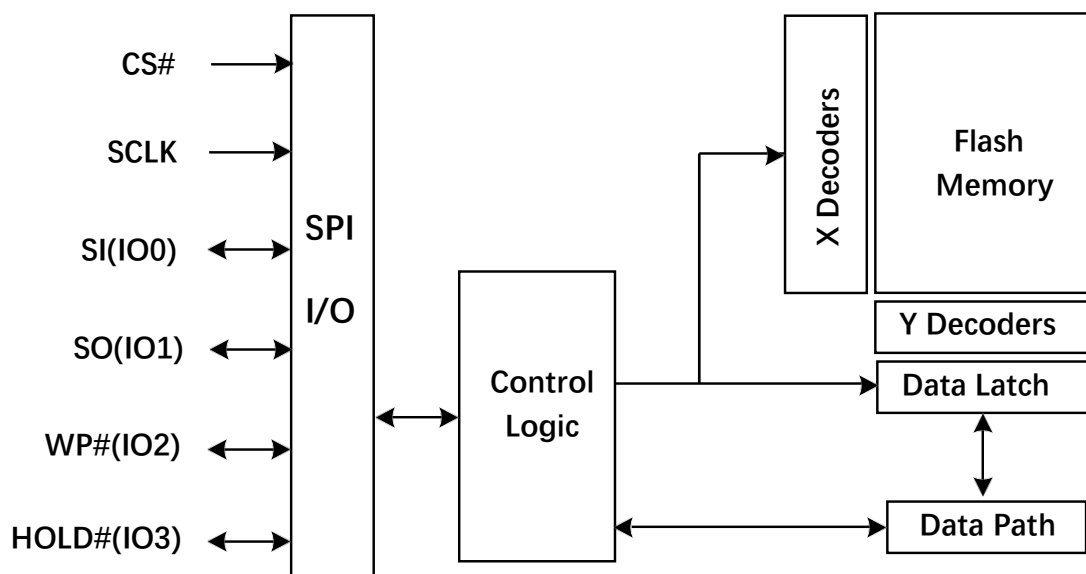 CS#
SCLK
SI(IO0)
SO(IO1)
WP#(IO2)
HOLD#(IO3)
SPI
I/O
Control
Logic
X Decoders
Flash
Memory
Y Decoders
Data Latch
Data Path